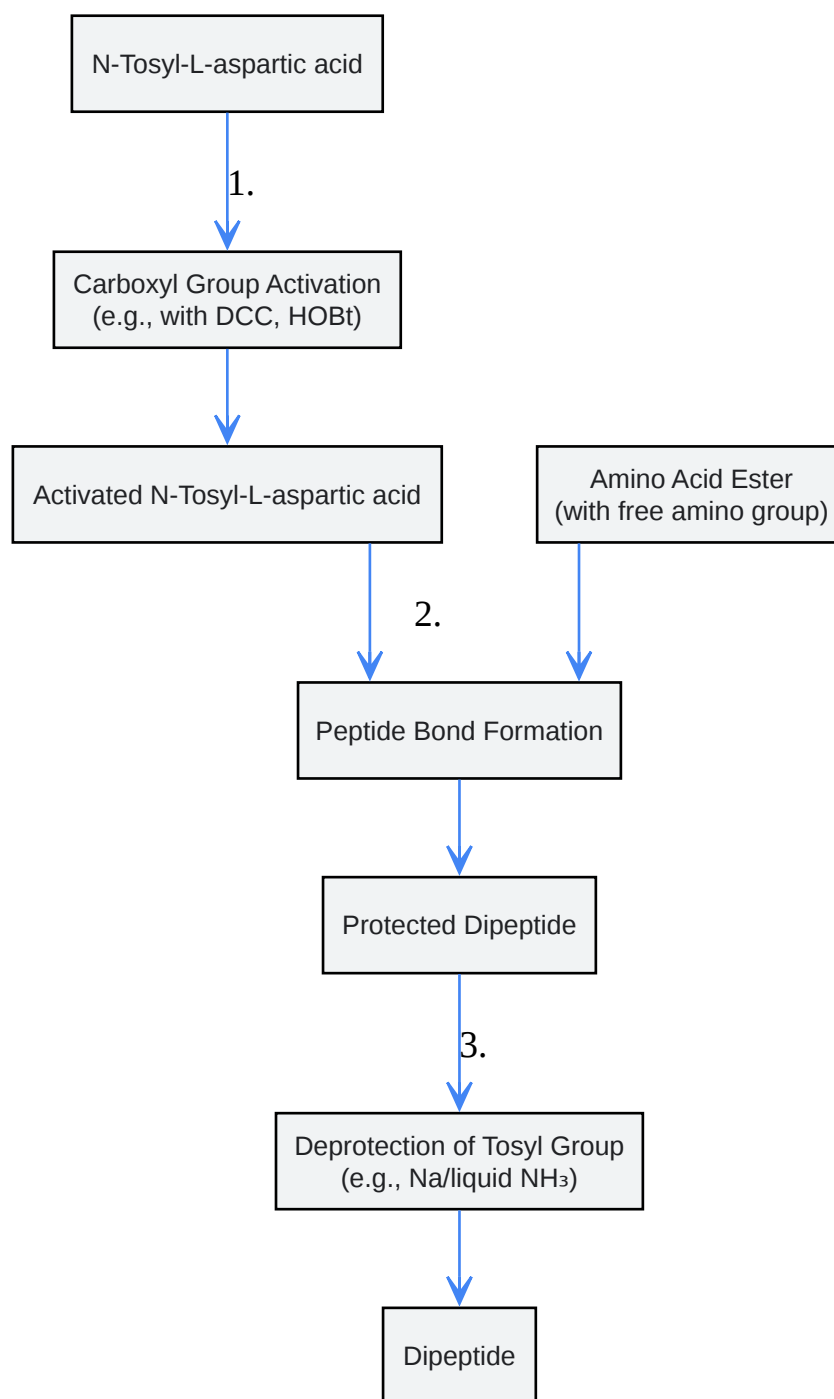 N-Tosyl-L-aspartic acid
1.
Carboxyl Group Activation
(e.g., with DCC, HOBt)
Activated N-Tosyl-L-aspartic acid
Amino Acid Ester
(with free amino group)
2.
Peptide Bond Formation
Protected Dipeptide
3.
Deprotection of Tosyl Group
(e.g., Na/liquid NH₃)
Dipeptide